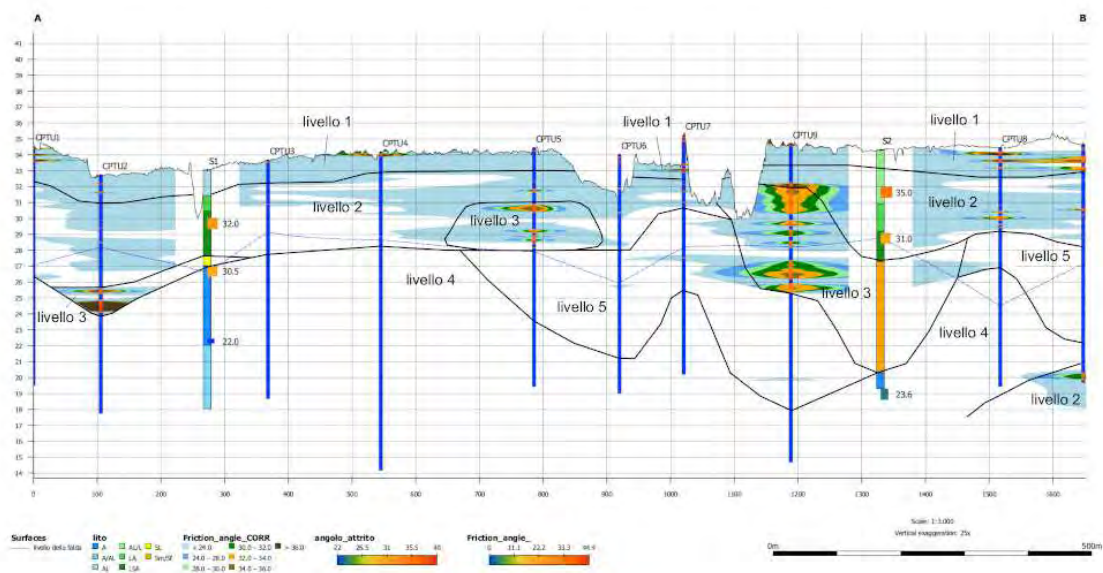 A B
41
40
39
38
37
36
35
34
33
32
31
30
29
28
27
26
25
24
23
22
21
20
19
18
17
16
15
14
CPTU1
CPTU2
S1
CPTU3
livello 1
CPTU4
CPTU5
livello 1
CPTU6
CPTU7
CPTU9
S2
livello 1
CPTU8
32.0
30.5
22.0
livello 2
livello 3
livello 3
livello 4
livello 5
livello 3
35.0
31.0
23.6
livello 2
livello 5
livello 4
livello 2
0 100 200 300 400 500 600 700 800 900 1000 1100 1200 1300 1400 1500 1600
Scale: 1:3.000
Vertical exaggeration: 25x
0m 500m
Surfaces
livello della falda
lito
A
A/AL
AL
AL/L
LA
LSA
SL
Sm/SF
Friction_angle_CORR
< 24.0
24.0 - 26.0
28.0 - 30.0
30.0 - 32.0
32.0 - 34.0
34.0 - 36.0
> 36.0
angolo_attrito
22 26.5 31 35.5 40
Friction_angle_
0 11.1 22.2 33.3 44.4